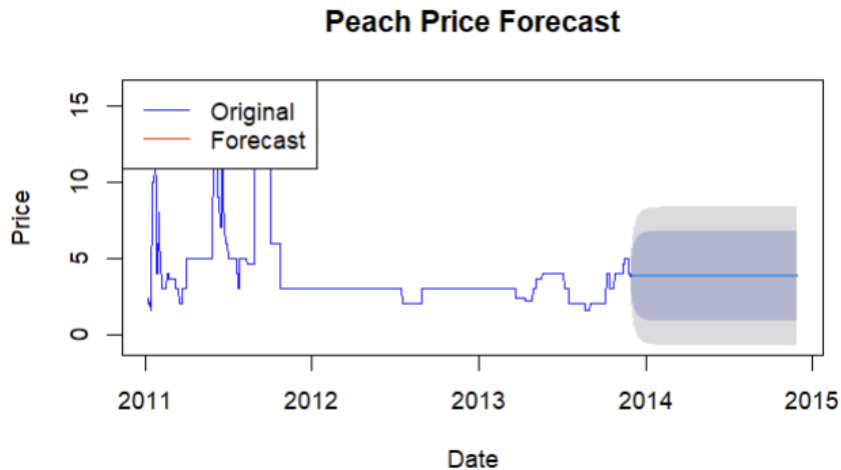 Peach Price Forecast
Original
Forecast
15
10
5
0
Price
2011 2012 2013 2014 2015
Date